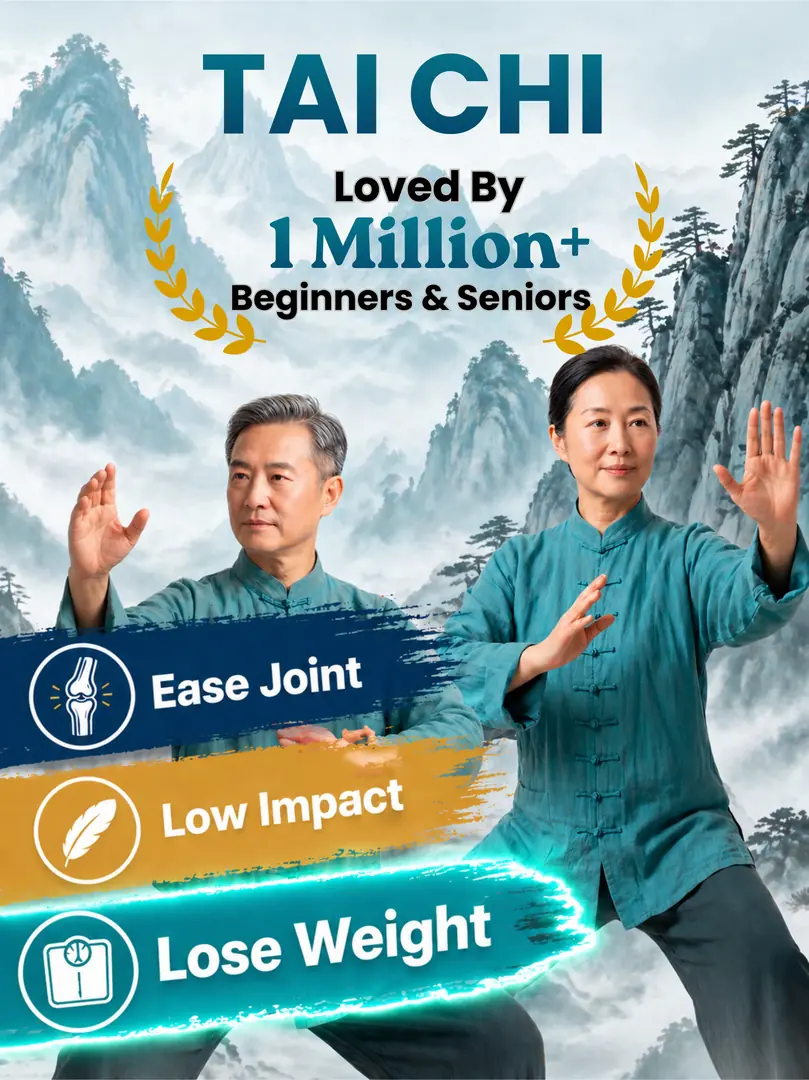 TAI CHI
Loved By
1 Million+
Beginners & Seniors
Ease Joint
Low Impact
Lose Weight